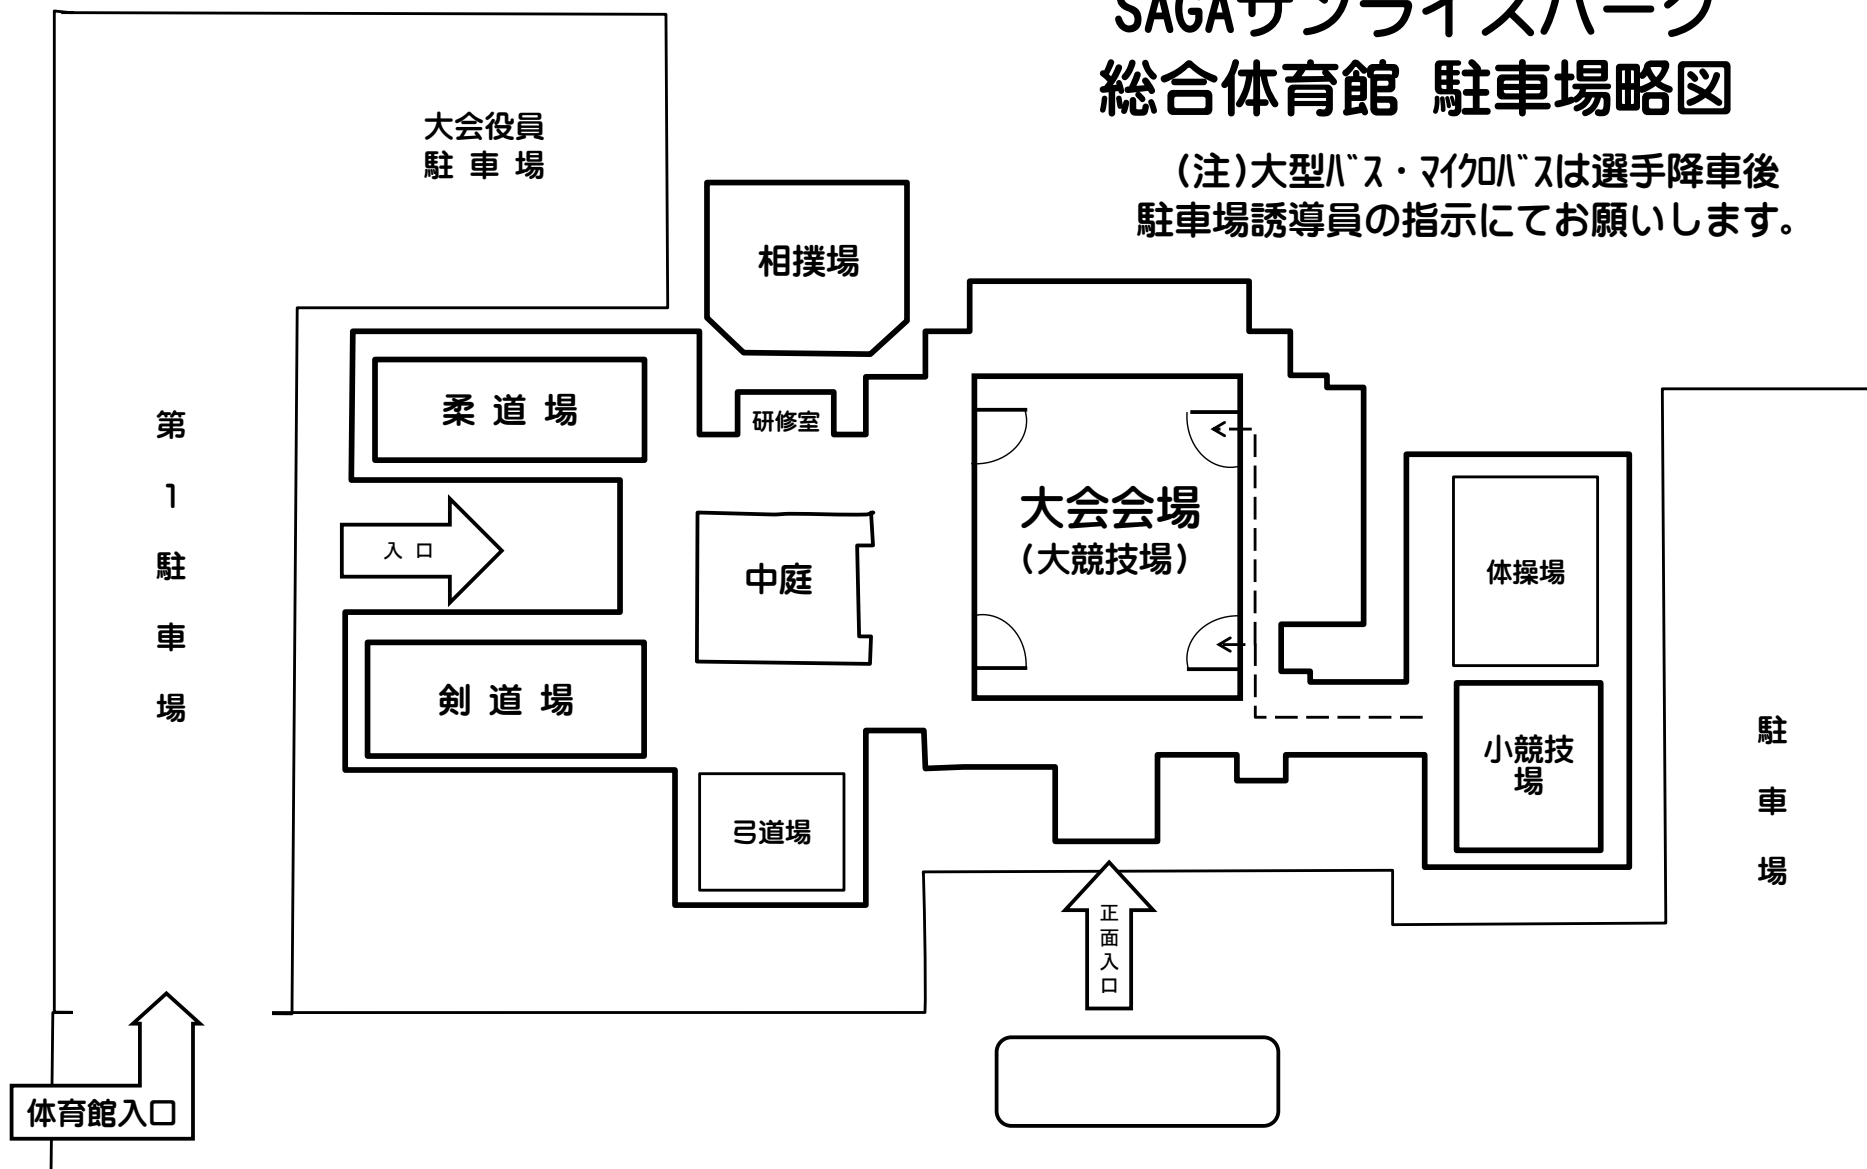 SAGAサンライズパーク
総合体育館 駐車場略図
(注)大型バス・マイクロバスは選手降車後
駐車場誘導員の指示にてお願いします。
大会役員
駐 車 場
相撲場
柔 道 場
研修室
第
1
駐
車
場
入 口
中庭
大会会場
(大競技場)
体操場
剣 道 場
小競技
場
弓道場
駐
車
場
正
面
入
口
体育館入口